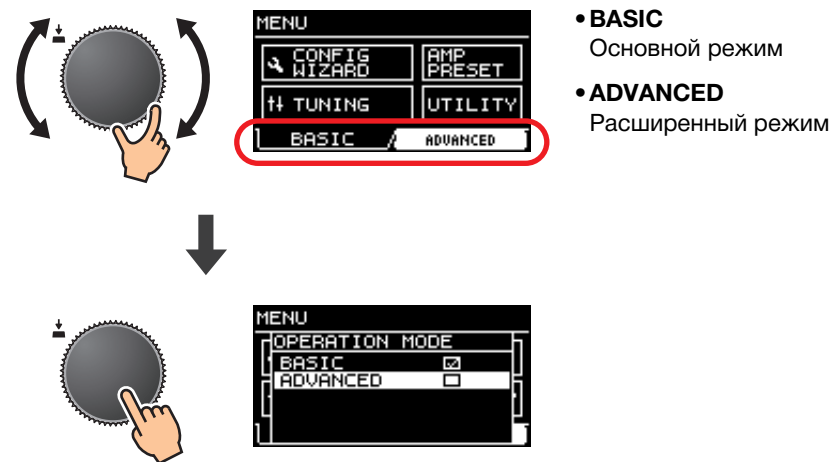 MENU
CONFIG WIZARD
AMP PRESET
TUNING
UTILITY
BASIC
ADVANCED
• BASIC
Основной режим
• ADVANCED
Расширенный режим
MENU
OPERATION MODE
BASIC
ADVANCED